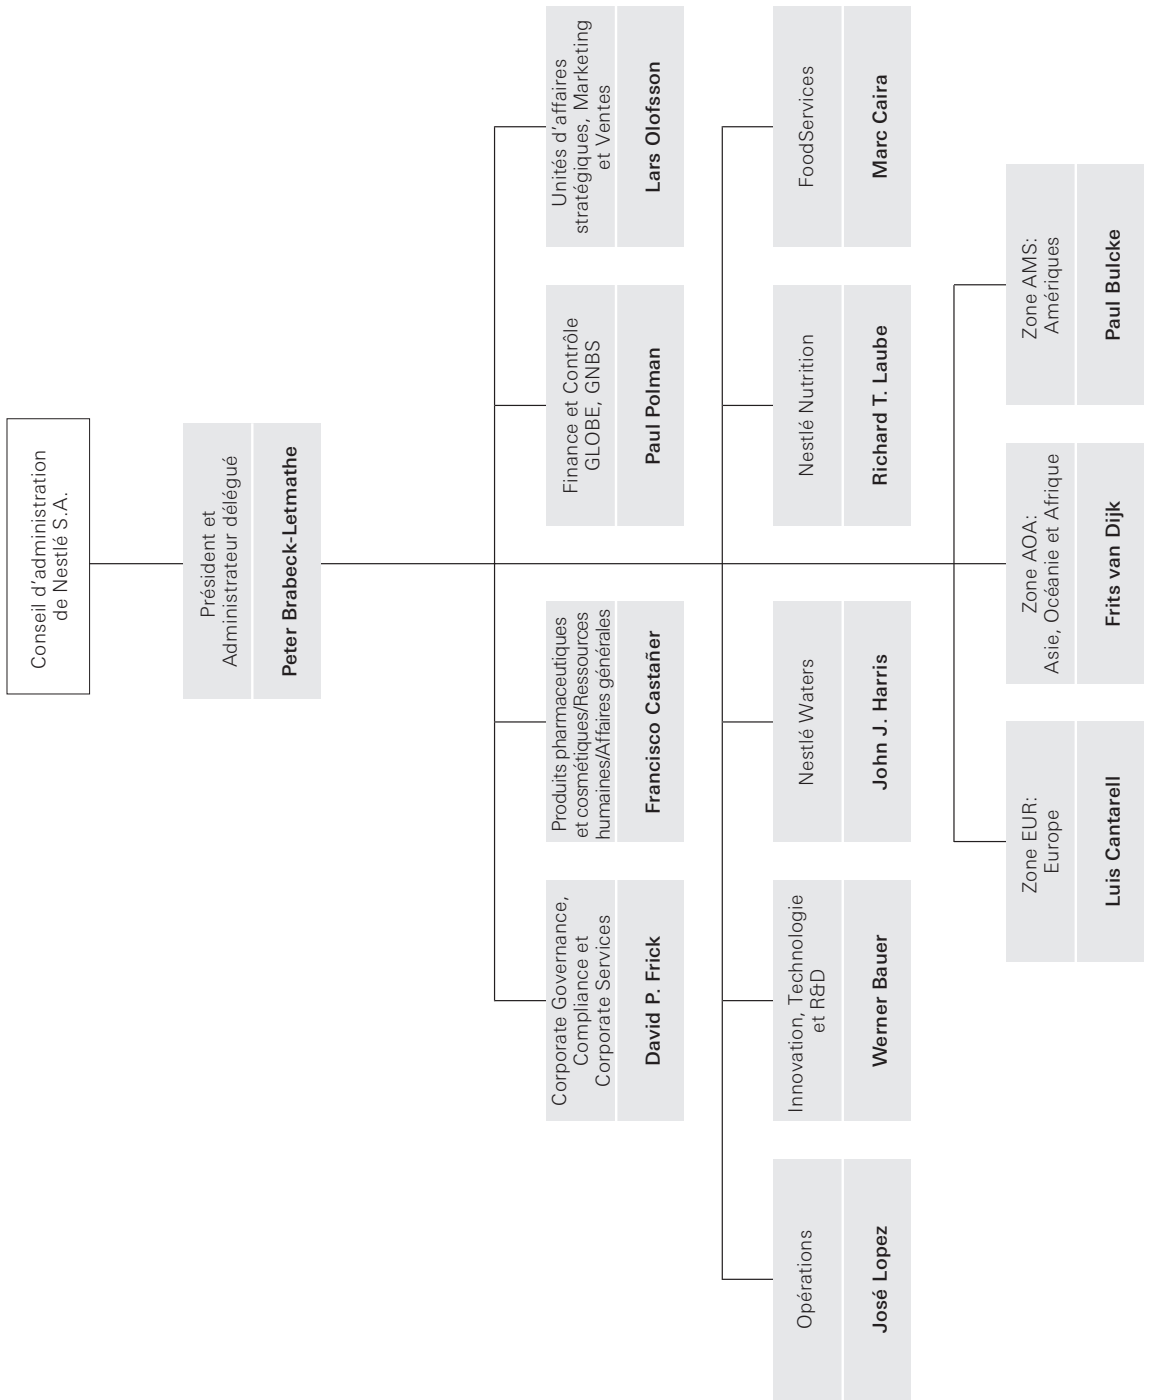 Conseil d'administration
de Nestlé S.A.
Président et
Administrateur délégué
Peter Brabeck-Letmathe
Corporate Governance,
Compliance et
Corporate Services
David P. Frick
Produits pharmaceutiques
et cosmétiques/Ressources
humaines/Affaires générales
Francisco Castañer
Finance et Contrôle
GLOBE, GNBS
Paul Polman
Unités d'affaires
stratégiques, Marketing
et Ventes
Lars Olofsson
Opérations
José Lopez
Innovation, Technologie
et R&D
Werner Bauer
Nestlé Waters
John J. Harris
Nestlé Nutrition
Richard T. Laube
FoodServices
Marc Caira
Zone EUR:
Europe
Luis Cantarell
Zone AOA:
Asie, Océanie et Afrique
Frits van Dijk
Zone AMS:
Amériques
Paul Bulcke